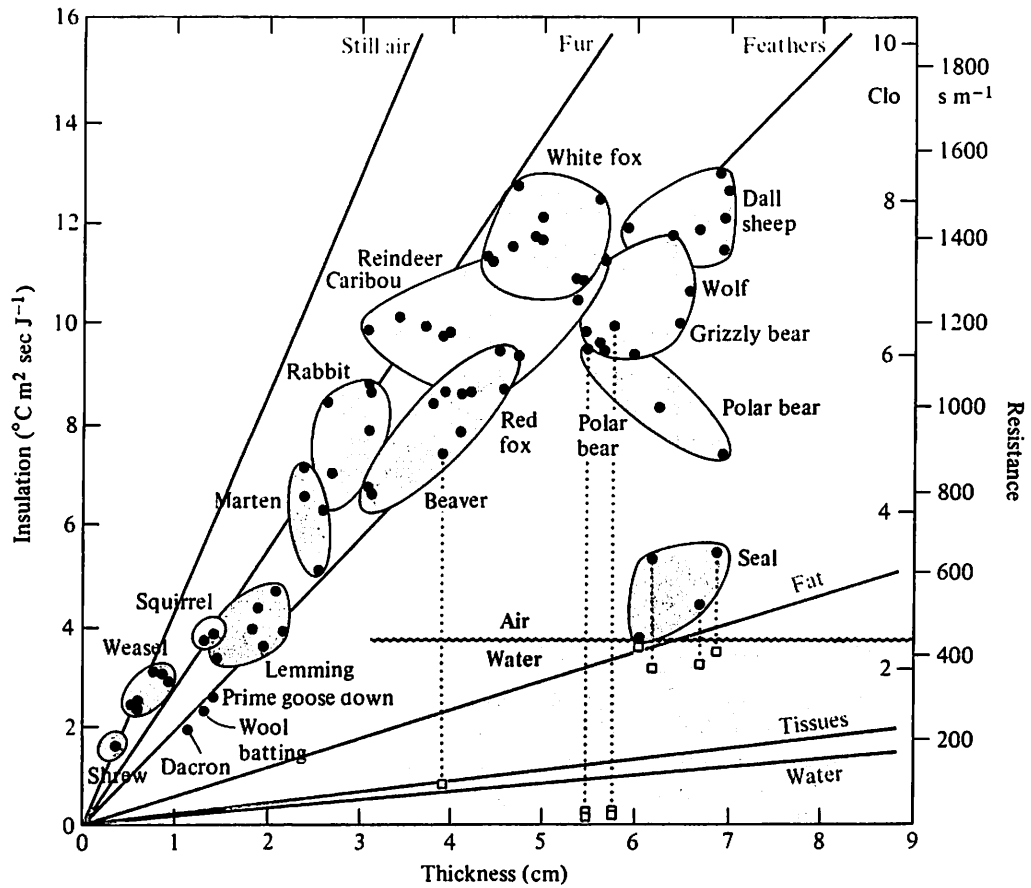 16
14
12
10
8
6
4
2
0
Insulation (°C m² sec J⁻¹)
0
1
2
3
4
5
6
7
8
9
Thickness (cm)
10
8
6
4
2
Clo
s m⁻¹
1800
1600
1400
1200
1000
800
600
400
200
Resistance
Still air
Fur
Feathers
White fox
Dall
sheep
Reindeer
Caribou
Wolf
Grizzly bear
Rabbit
Polar bear
Red
fox
Polar
bear
Marten
Beaver
Seal
Fat
Squirrel
Air
Water
Weasel
Lemming
Prime goose down
Wool
batting
Tissues
Shrew
Dacron
Water